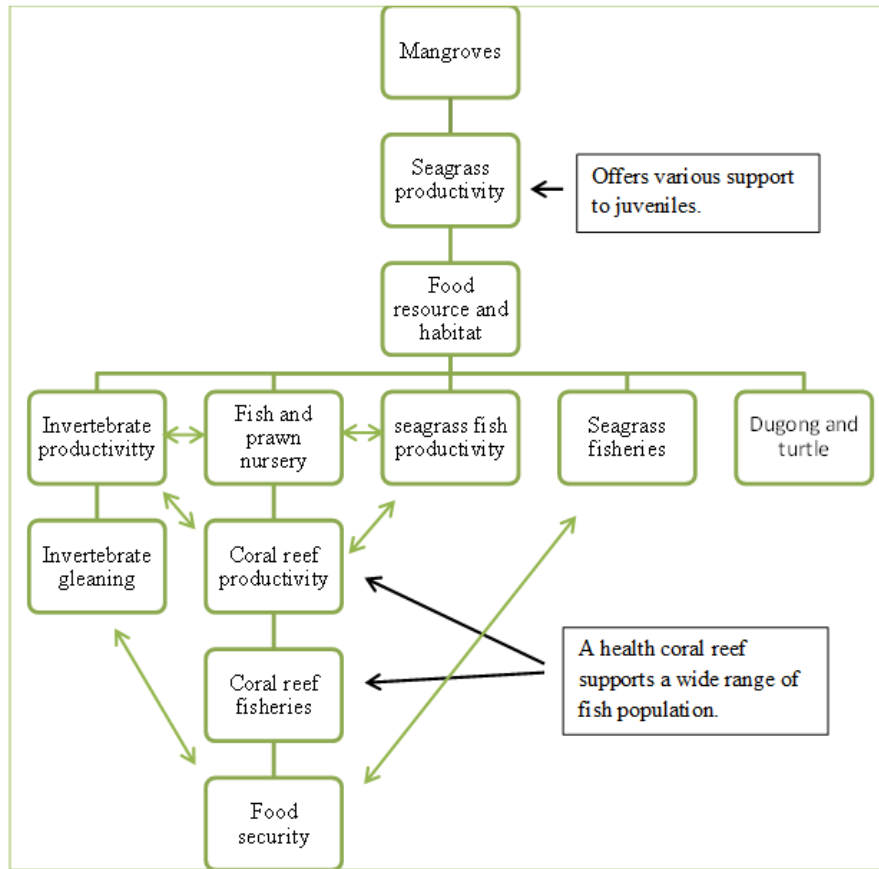 Mangroves
Seagrass
productivity
Offers various support
to juveniles.
Food
resource and
habitat
Invertebrate
productivitty
Fish and
prawn
nursery
seagrass fish
productivity
Seagrass
fisheries
Dugong and
turtle
Invertebrate
gleaning
Coral reef
productivity
Coral reef
fisheries
A health coral reef
supports a wide range of
fish population.
Food
security